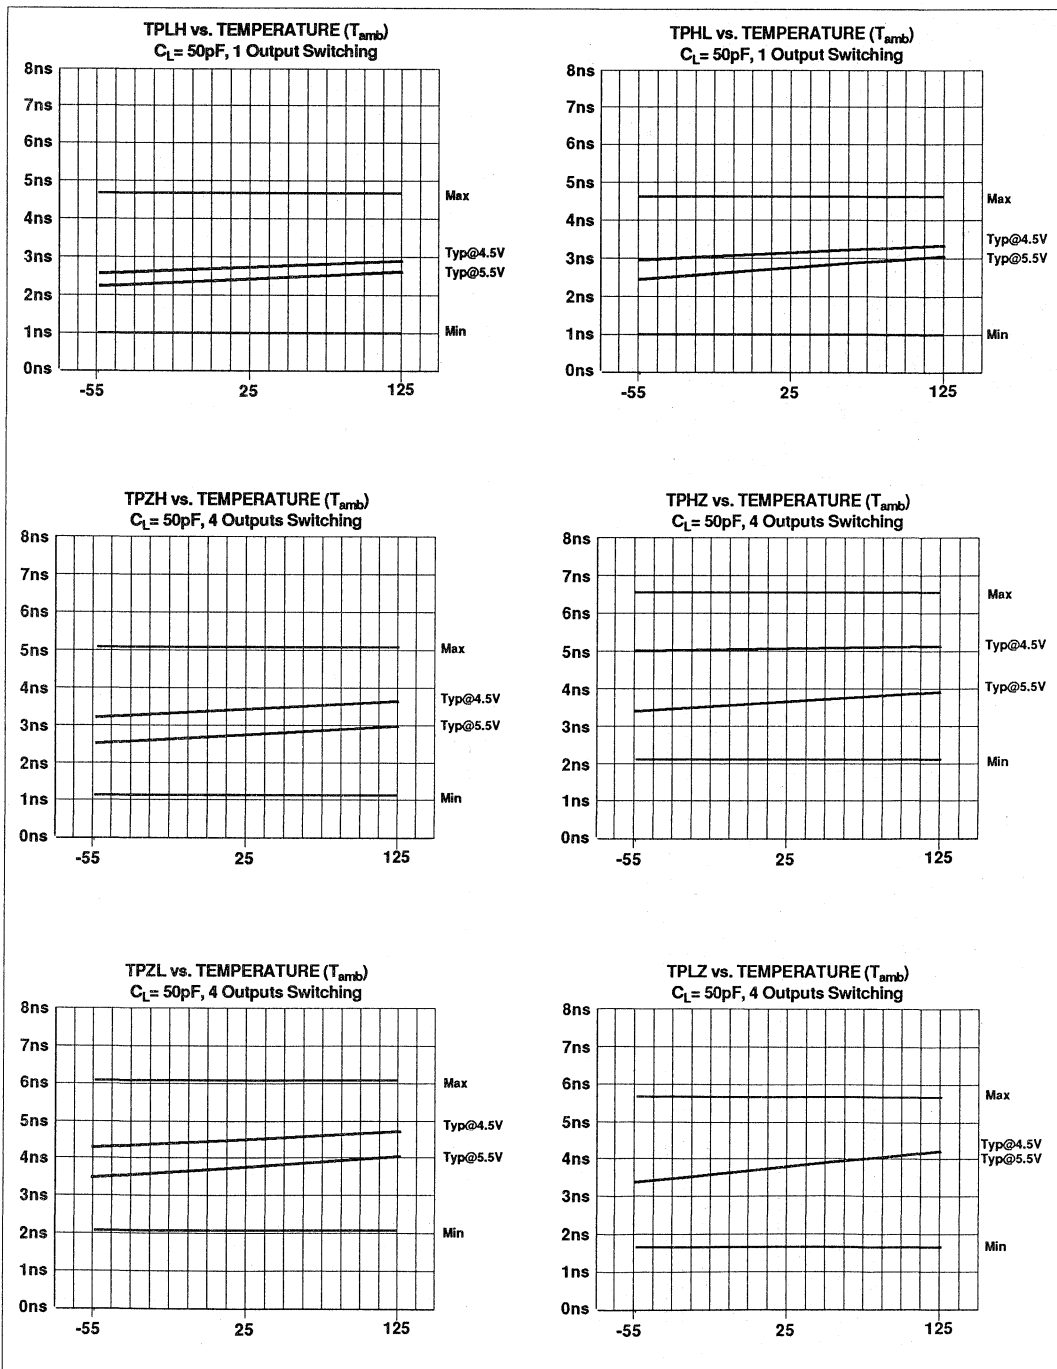 TPLH vs. TEMPERATURE (Tamb)
CL= 50pF, 1 Output Switching
8ns
7ns
6ns
5ns
4ns
3ns
2ns
1ns
0ns
Max
Typ@4.5V
Typ@5.5V
Min
-55 25 125
TPHL vs. TEMPERATURE (Tamb)
CL= 50pF, 1 Output Switching
8ns
7ns
6ns
5ns
4ns
3ns
2ns
1ns
0ns
Max
Typ@4.5V
Typ@5.5V
Min
-55 25 125
TPZH vs. TEMPERATURE (Tamb)
CL= 50pF, 4 Outputs Switching
8ns
7ns
6ns
5ns
4ns
3ns
2ns
1ns
0ns
Max
Typ@4.5V
Typ@5.5V
Min
-55 25 125
TPHZ vs. TEMPERATURE (Tamb)
CL= 50pF, 4 Outputs Switching
8ns
7ns
6ns
5ns
4ns
3ns
2ns
1ns
0ns
Max
Typ@4.5V
Typ@5.5V
Min
-55 25 125
TPZL vs. TEMPERATURE (Tamb)
CL= 50pF, 4 Outputs Switching
8ns
7ns
6ns
5ns
4ns
3ns
2ns
1ns
0ns
Max
Typ@4.5V
Typ@5.5V
Min
-55 25 125
TPLZ vs. TEMPERATURE (Tamb)
CL= 50pF, 4 Outputs Switching
8ns
7ns
6ns
5ns
4ns
3ns
2ns
1ns
0ns
Max
Typ@4.5V
Typ@5.5V
Min
-55 25 125